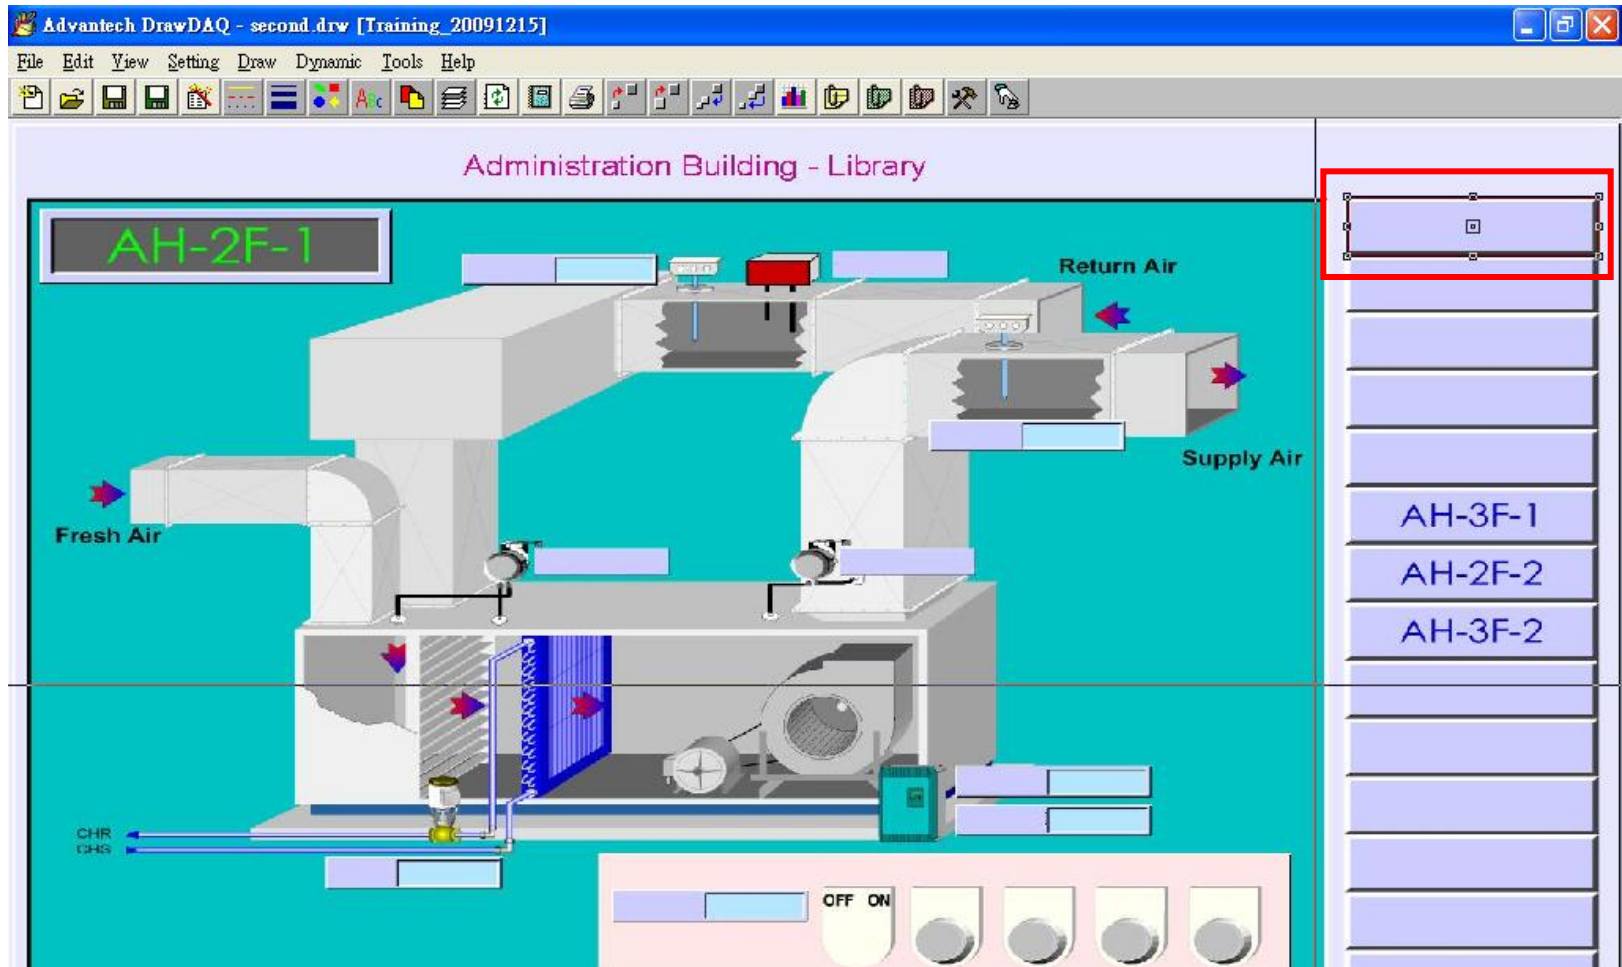 Advantech DrawDAQ - second.drw [Training_20091215]
File Edit View Setting Draw Dynamic Tools Help
Administration Building - Library
AH-2F-1
Return Air
Supply Air
Fresh Air
AH-3F-1
AH-2F-2
AH-3F-2
CHR
CHS
OFF ON